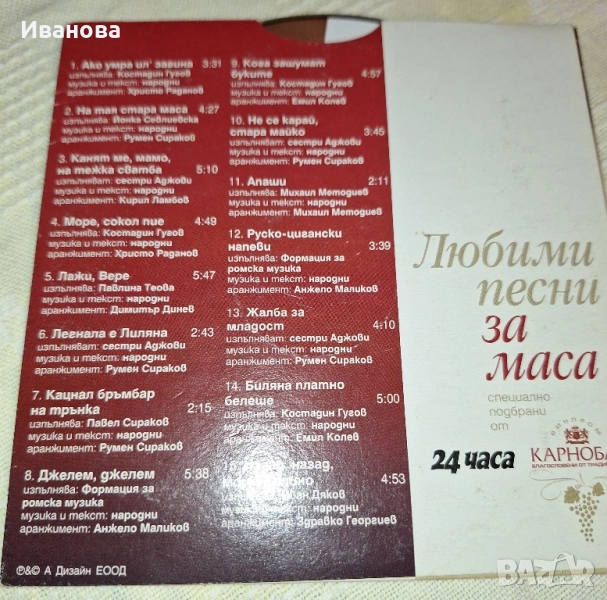 Иванова
1. Ако умра ил' загина 3:31
изпълнява: Костадин Гугов
музика и текст: народни
аранжимент: Христо Раданов
2. На тая стара маса 4:27
изпълнява: Йонка Севлиевска
музика и текст: народни
аранжимент: Румен Сираков
3. Канят ме, мамо,
на тежка сватба 5:10
изпълняват: сестри Аджови
музика и текст: народни
аранжимент: Кирил Ламбов
4. Море, сокол пие 4:49
изпълнява: Костадин Гугов
музика и текст: народни
аранжимент: Христо Раданов
5. Лажи, Вере 5:47
изпълнява: Павлина Теова
музика и текст: народни
аранжимент: Димитър Динев
6. Легнала е Лиляна 2:43
изпълняват: сестри Аджови
музика и текст: народни
аранжимент: Румен Сираков
7. Кацнал бръмбар
на трънка 2:15
изпълнява: Павел Сираков
музика и текст: народни
аранжимент: Румен Сираков
8. Джелем, джелем 5:38
изпълнява: Формация за
ромска музика
музика и текст: народни
аранжимент: Анжело Маликов
℗&© А Дизайн ЕООД
9. Кога зашумат
буките 4:57
изпълнява: Костадин Гугов
музика и текст: народни
аранжимент: Емил Колев
10. Не се карай,
стара майко 3:45
изпълняват: сестри Аджови
музика и текст: народни
аранжимент: Румен Сираков
11. Апаши 2:11
изпълнява: Михаил Методиев
музика и текст: народни
аранжимент: Михаил Методиев
12. Руско-цигански
напеви 3:39
изпълнява: Формация за
ромска музика
музика и текст: народни
аранжимент: Анжело Маликов
13. Жалба за
младост 4:10
изпълняват: сестри Аджови
музика и текст: народни
аранжимент: Румен Сираков
14. Биляна платно
белеше 5:00
изпълнява: Костадин Гугов
музика и текст: народни
аранжимент: Емил Колев
15. назад,
4:53
Дяков
музика и текст: народни
аранжимент: Здравко Георгиев
Любими
песни
за
маса
специално
подбрани
от
24 часа
винпром
КАРНОБА
БЛАГОСЛОВЕНИ ОТ ТРАДИ
BAZAR